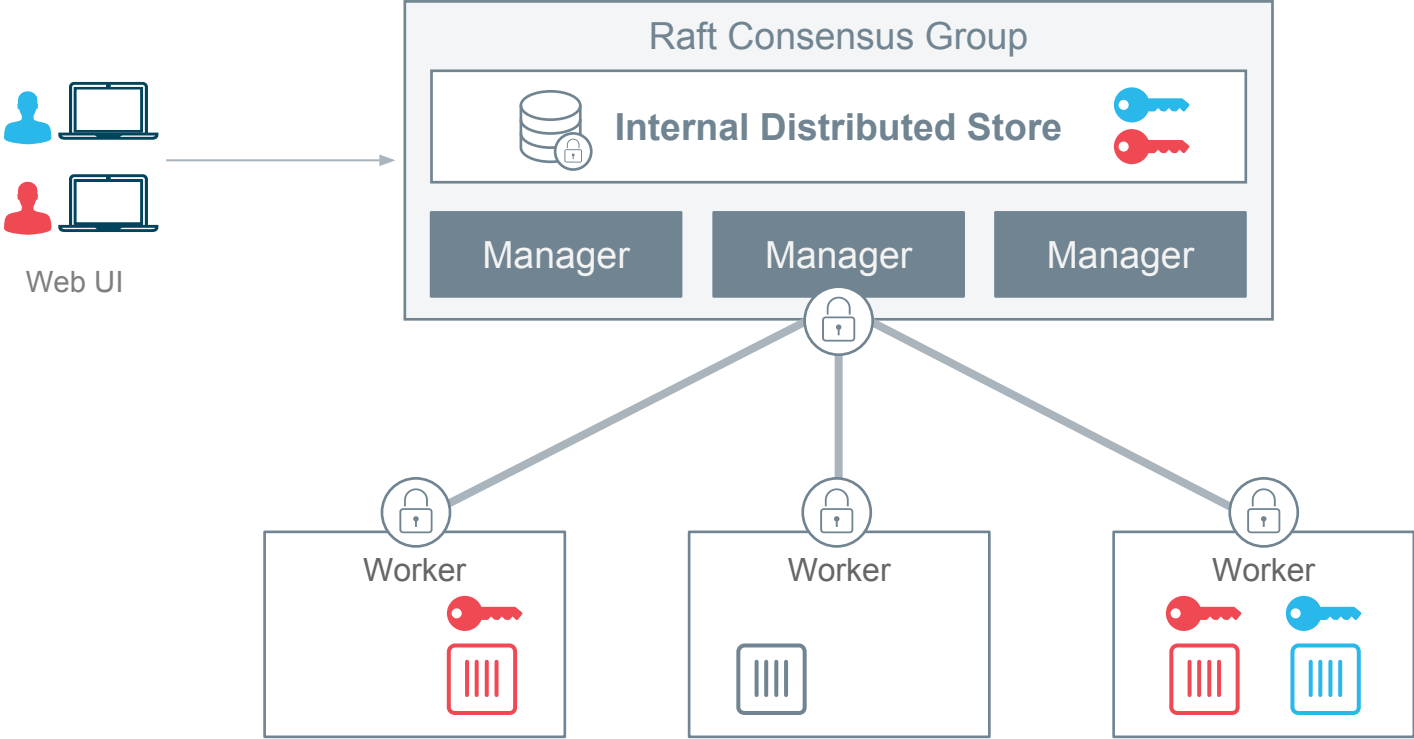 Raft Consensus Group
Internal Distributed Store
Manager
Manager
Manager
Web UI
Worker
Worker
Worker